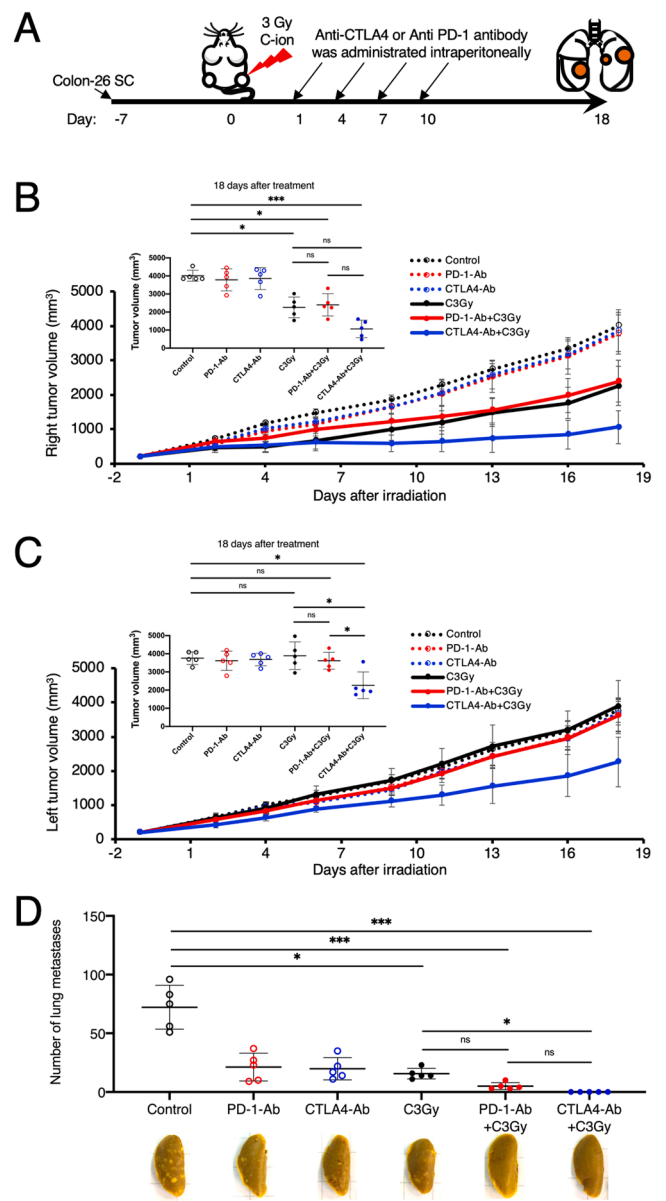 A
3 Gy
C-ion
Anti-CTLA4 or Anti PD-1 antibody
was administrated intraperitoneally
Colon-26 SC
Day: -7 0 1 4 7 10 18
B
18 days after treatment
***
*
*
ns
ns
ns
Tumor volume (mm3)
5000
4000
3000
2000
1000
0
Control
PD-1-Ab
CTLA4-Ab
C3Gy
PD-1-Ab+C3Gy
CTLA4-Ab+C3Gy
Control
PD-1-Ab
CTLA4-Ab
C3Gy
PD-1-Ab+C3Gy
CTLA4-Ab+C3Gy
Right tumor volume (mm3)
5000
4000
3000
2000
1000
0
-2 1 4 7 10 13 16 19
Days after irradiation
C
18 days after treatment
*
ns
ns
*
ns
*
Tumor volume (mm3)
5000
4000
3000
2000
1000
0
Control
PD-1-Ab
CTLA4-Ab
C3Gy
PD-1-Ab+C3Gy
CTLA4-Ab+C3Gy
Control
PD-1-Ab
CTLA4-Ab
C3Gy
PD-1-Ab+C3Gy
CTLA4-Ab+C3Gy
Left tumor volume (mm3)
5000
4000
3000
2000
1000
0
-2 1 4 7 10 13 16 19
Days after irradiation
D
Number of lung metastases
150
100
50
0
***
***
*
*
ns
ns
Control PD-1-Ab CTLA4-Ab C3Gy PD-1-Ab CTLA4-Ab
+C3Gy +C3Gy